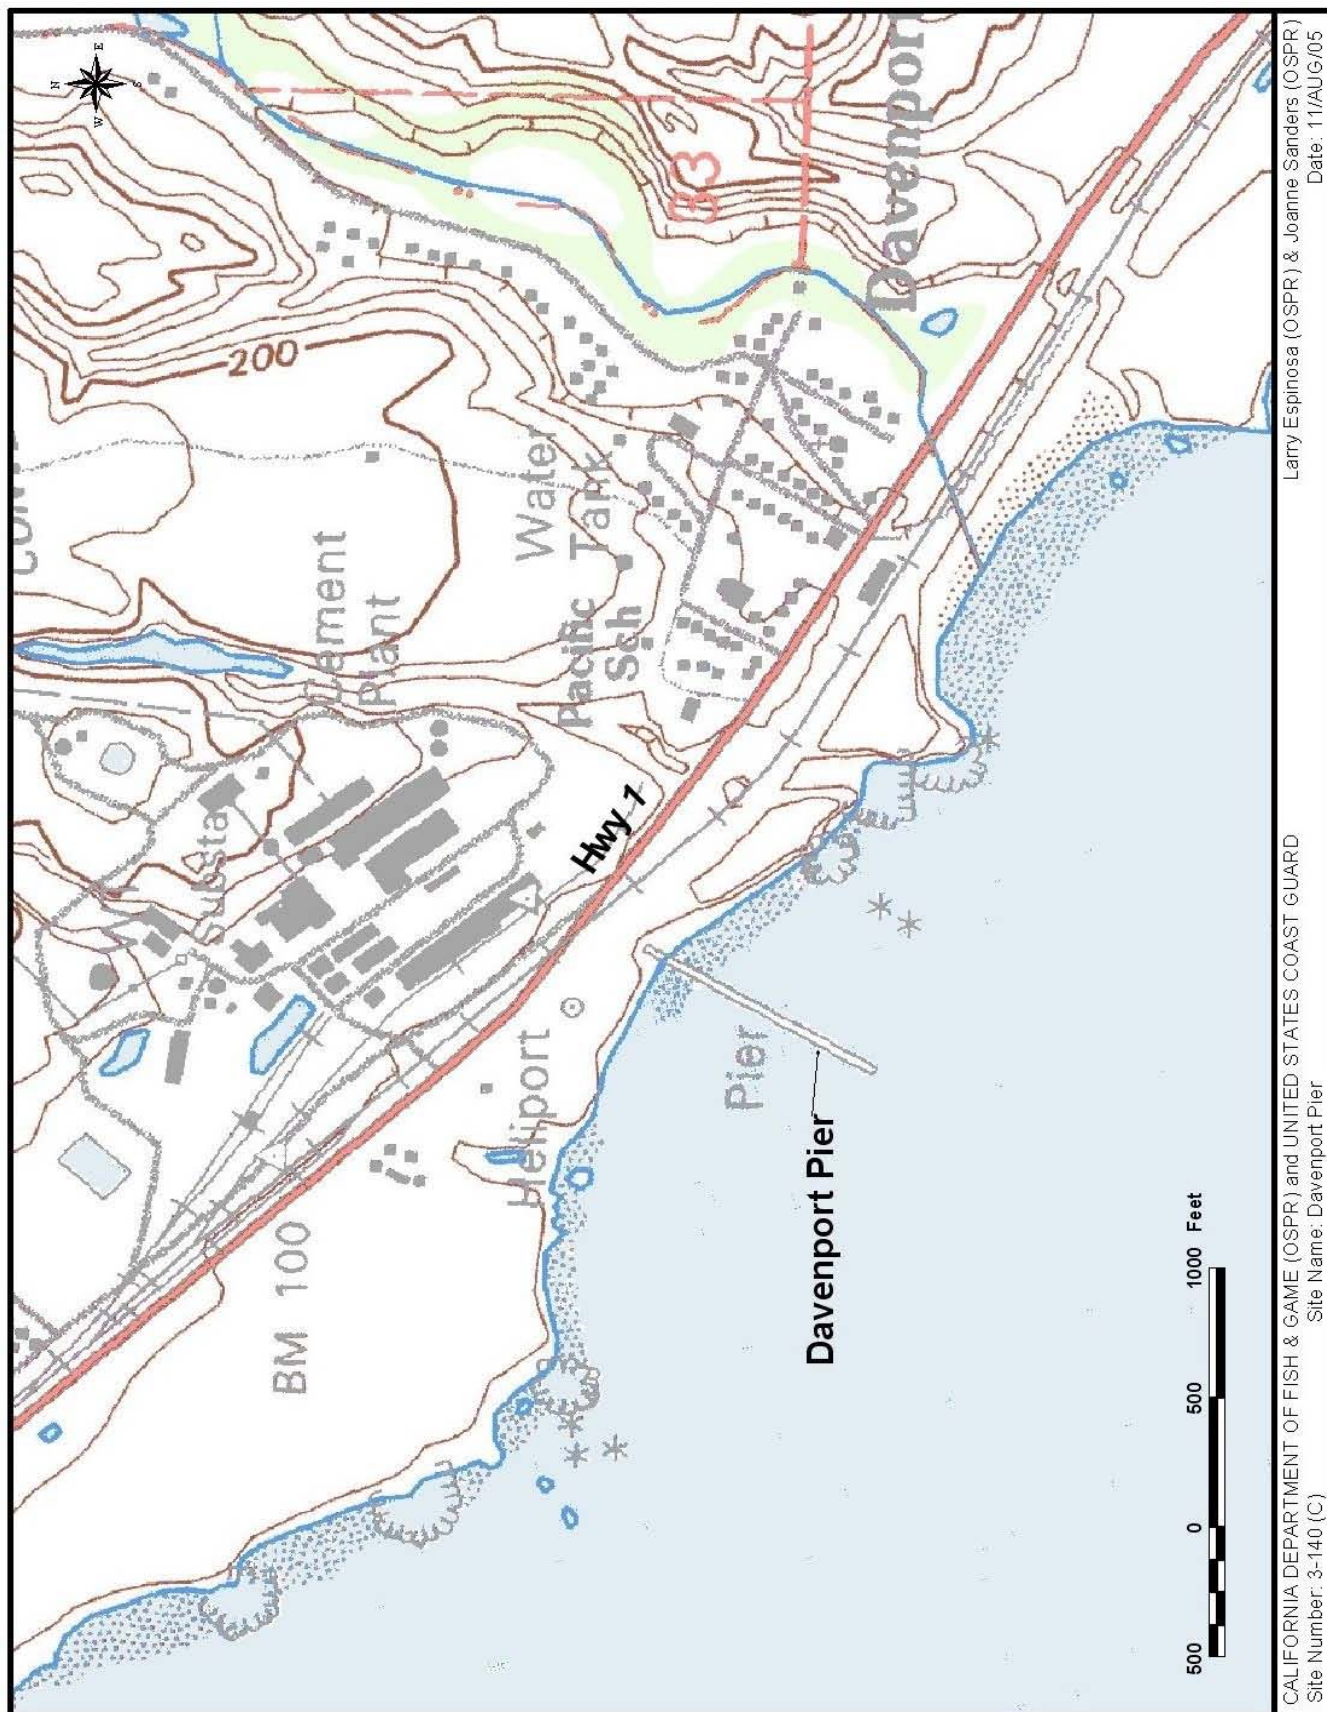 N
W E
S
BM 100
200
Substa
Cement
Plant
Heliport
Water
Tank
Pacific
Sch
Hwy 1
33
Pier
Davenport Pier
Davenport
500 0 500 1000 Feet
CALIFORNIA DEPARTMENT OF FISH & GAME (OSPR) and UNITED STATES COAST GUARD Larry Espinosa (OSPR) & Joanne Sanders (OSPR)
Site Number: 3-140 (C) Site Name: Davenport Pier Date: 11/AUG/05